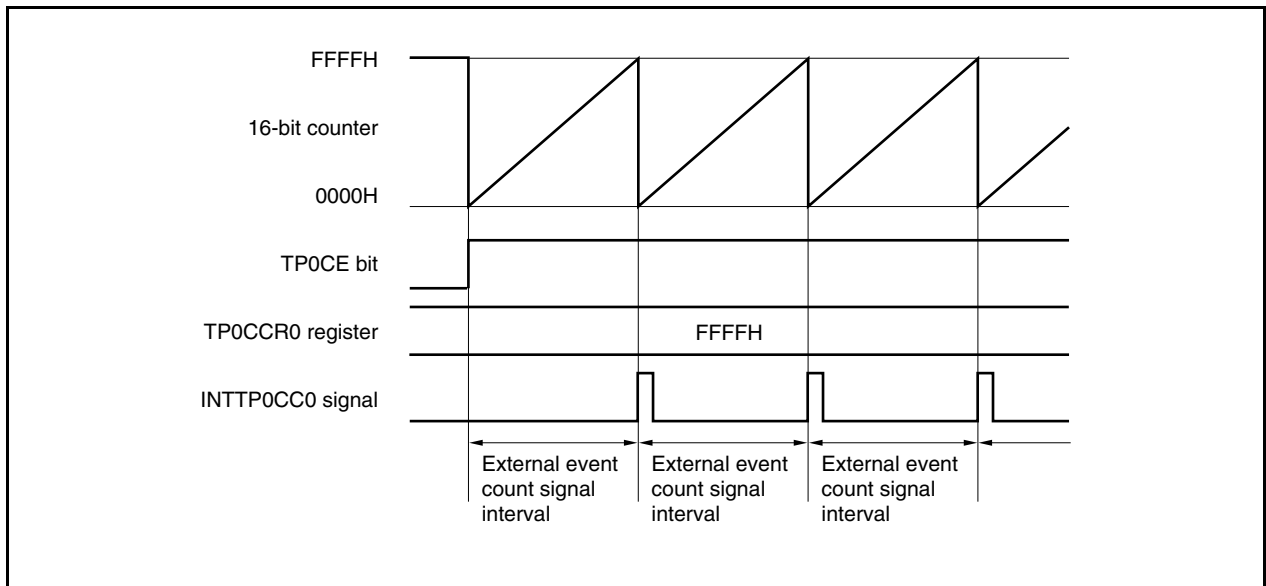 FFFFH
16-bit counter
0000H
TP0CE bit
TP0CCR0 register
FFFFH
INTTP0CC0 signal
External event
count signal
interval
External event
count signal
interval
External event
count signal
interval